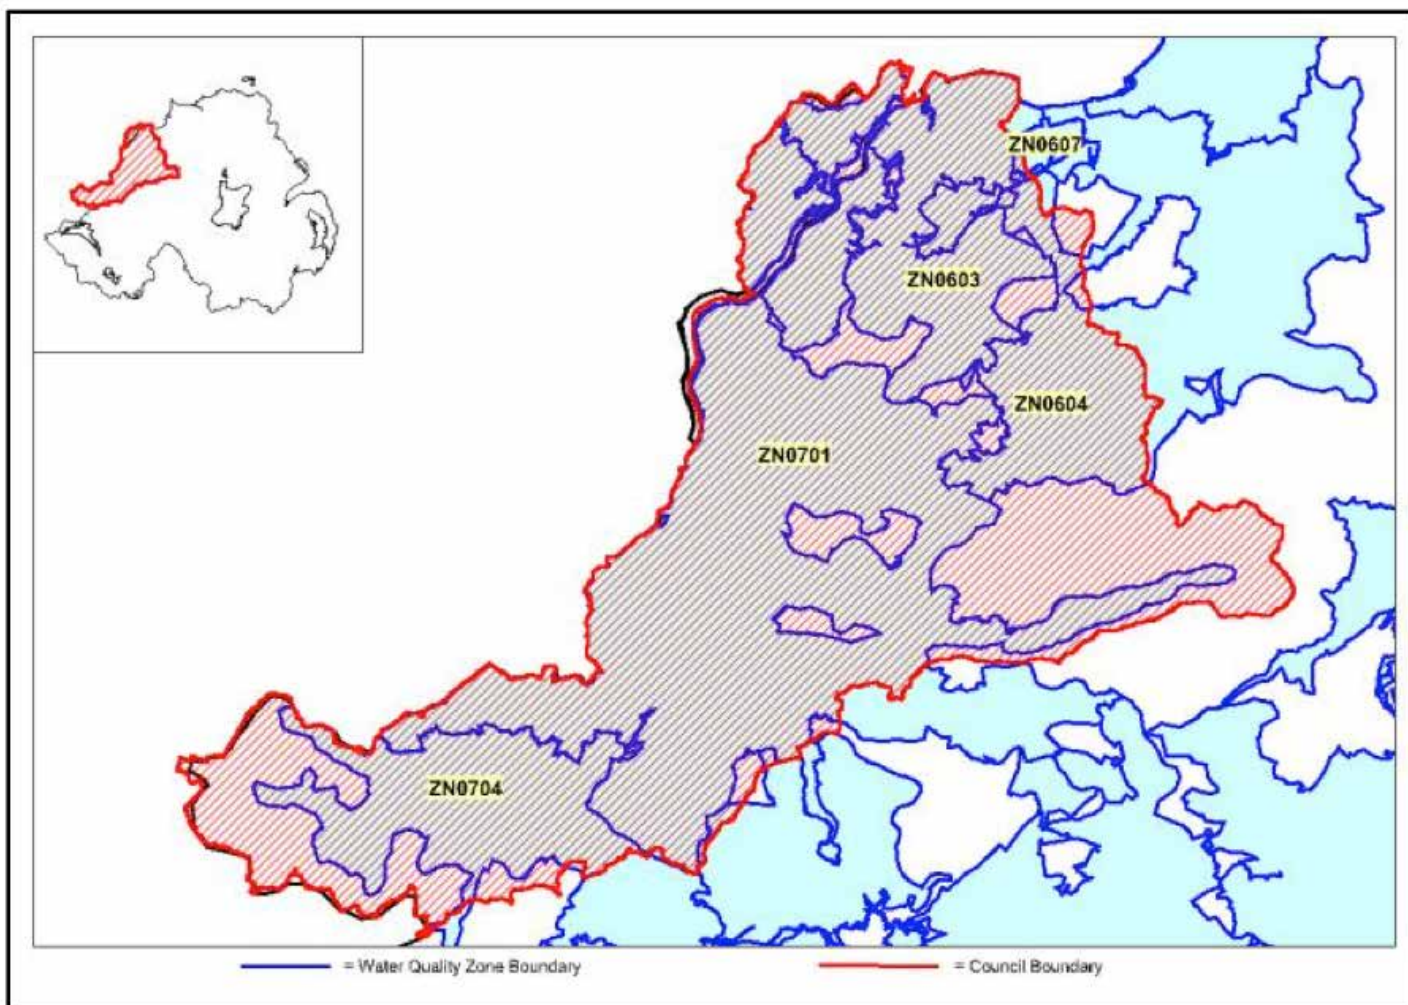 ZN0607
ZN0603
ZN0604
ZN0701
ZN0704
= Water Quality Zone Boundary
= Council Boundary